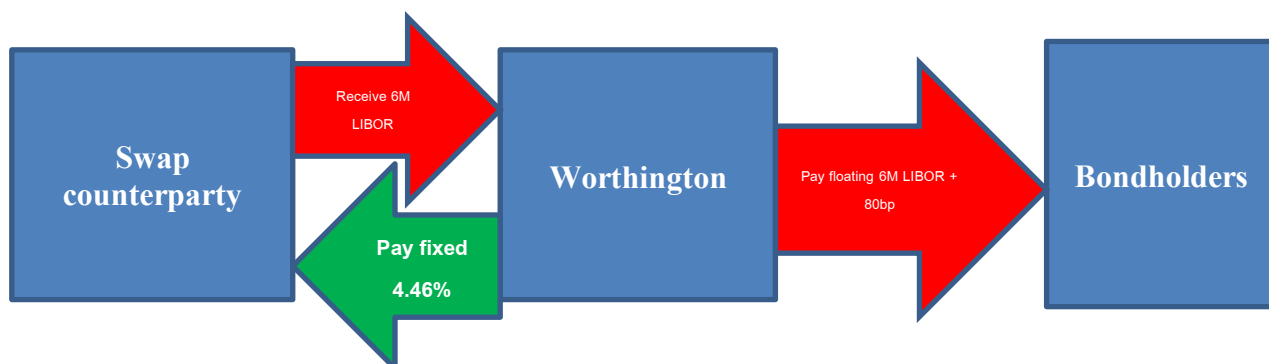 Receive 6M
LIBOR
Swap
counterparty
Pay fixed
4.46%
Worthington
Pay floating 6M LIBOR +
80bp
Bondholders